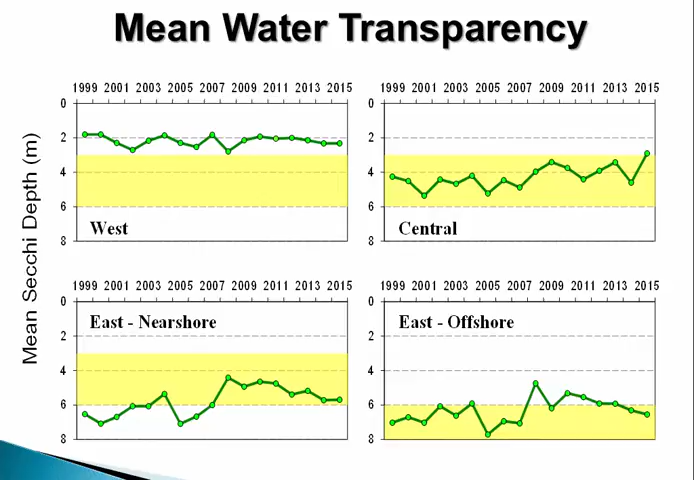 Mean Water Transparency
Mean Secchi Depth (m)
1999 2001 2003 2005 2007 2009 2011 2013 2015
0
2
4
6
8
West
1999 2001 2003 2005 2007 2009 2011 2013 2015
0
2
4
6
8
Central
1999 2001 2003 2005 2007 2009 2011 2013 2015
0
2
4
6
8
East - Nearshore
1999 2001 2003 2005 2007 2009 2011 2013 2015
0
2
4
6
8
East - Offshore